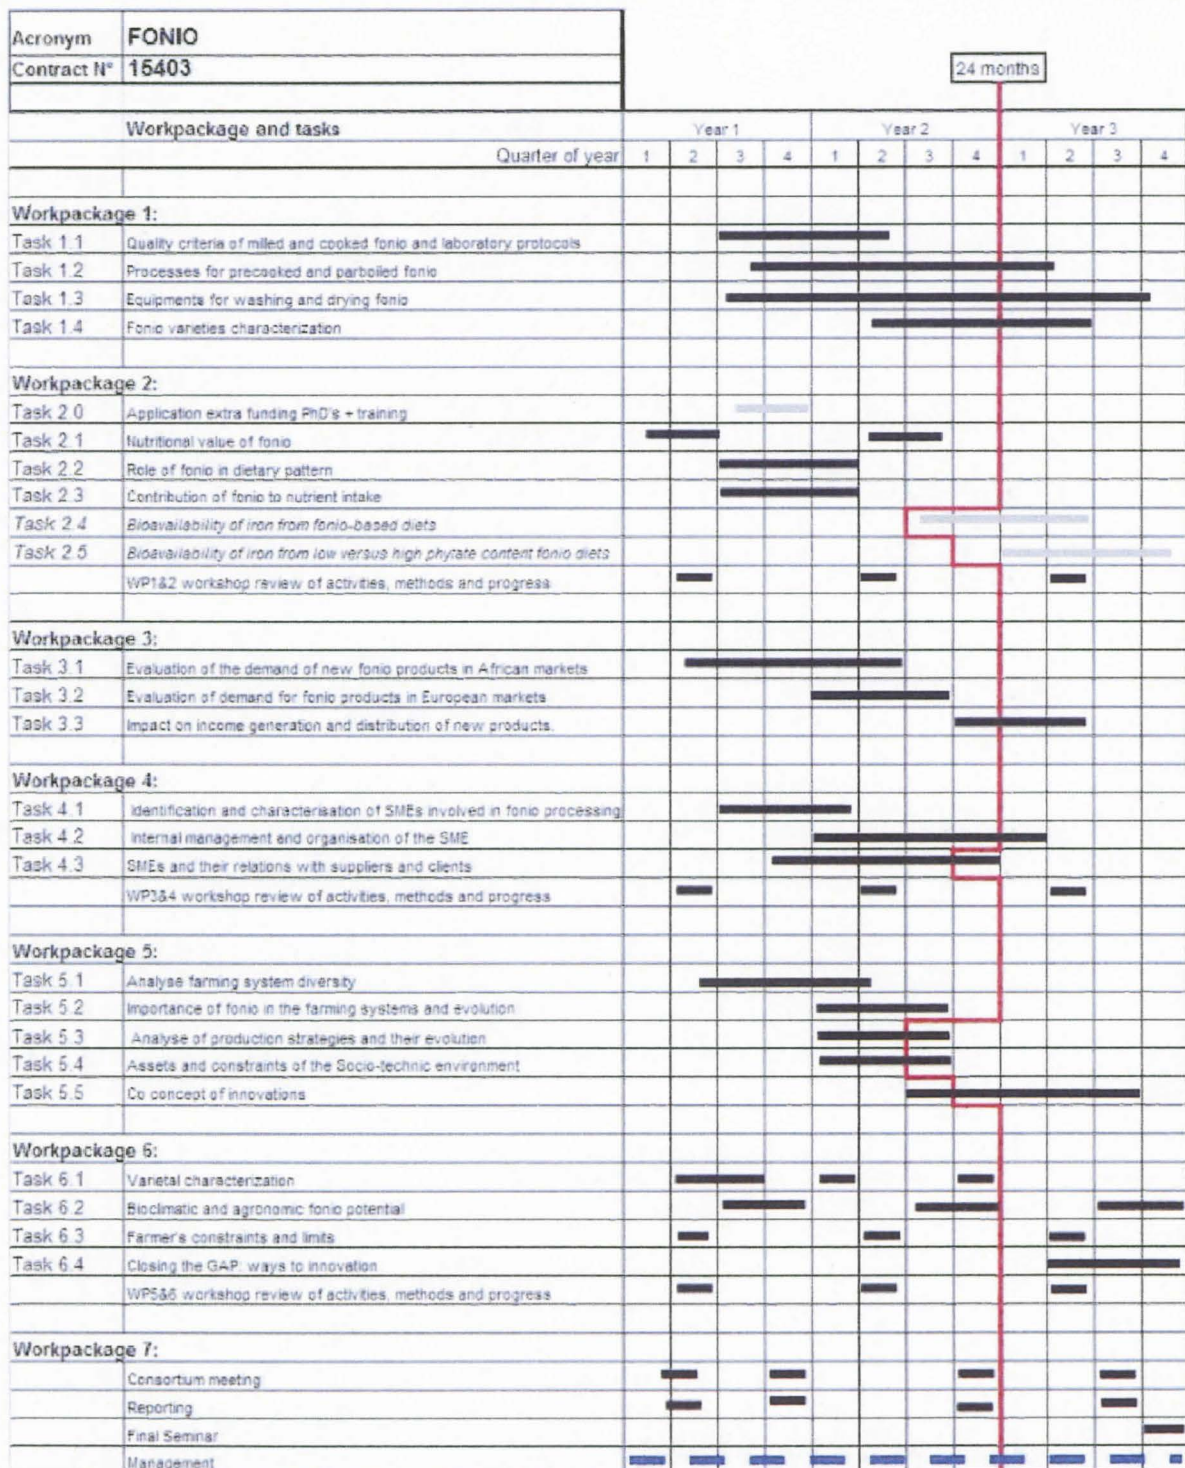 Acronym FONIO
Contract N° 15403
24 months
Workpackage and tasks Year 1 Year 2 Year 3
Quarter of year 1 2 3 4 1 2 3 4 1 2 3 4
Workpackage 1:
Task 1.1 Quality criteria of milled and cooked fonio and laboratory protocols
Task 1.2 Processes for precooked and parboiled fonio
Task 1.3 Equipments for washing and drying fonio
Task 1.4 Fonio varieties characterization
Workpackage 2:
Task 2.0 Application extra funding PhD's + training
Task 2.1 Nutritional value of fonio
Task 2.2 Role of fonio in dietary pattern
Task 2.3 Contribution of fonio to nutrient intake
Task 2.4 Bioavailability of iron from fonio-based diets
Task 2.5 Bioavailability of iron from low versus high phytate content fonio diets
WP1&2 workshop review of activities, methods and progress
Workpackage 3:
Task 3.1 Evaluation of the demand of new fonio products in African markets
Task 3.2 Evaluation of demand for fonio products in European markets
Task 3.3 Impact on income generation and distribution of new products.
Workpackage 4:
Task 4.1 Identification and characterisation of SMEs involved in fonio processing
Task 4.2 Internal management and organisation of the SME
Task 4.3 SMEs and their relations with suppliers and clients
WP3&4 workshop review of activities, methods and progress
Workpackage 5:
Task 5.1 Analyse farming system diversity
Task 5.2 Importance of fonio in the farming systems and evolution
Task 5.3 Analyse of production strategies and their evolution
Task 5.4 Assets and constraints of the Socio-technic environment
Task 5.5 Co concept of innovations
Workpackage 6:
Task 6.1 Varietal characterization
Task 6.2 Bioclimatic and agronomic fonio potential
Task 6.3 Farmer's constraints and limits
Task 6.4 Closing the GAP: ways to innovation
WP5&6 workshop review of activities, methods and progress
Workpackage 7:
Consortium meeting
Reporting
Final Seminar
Management